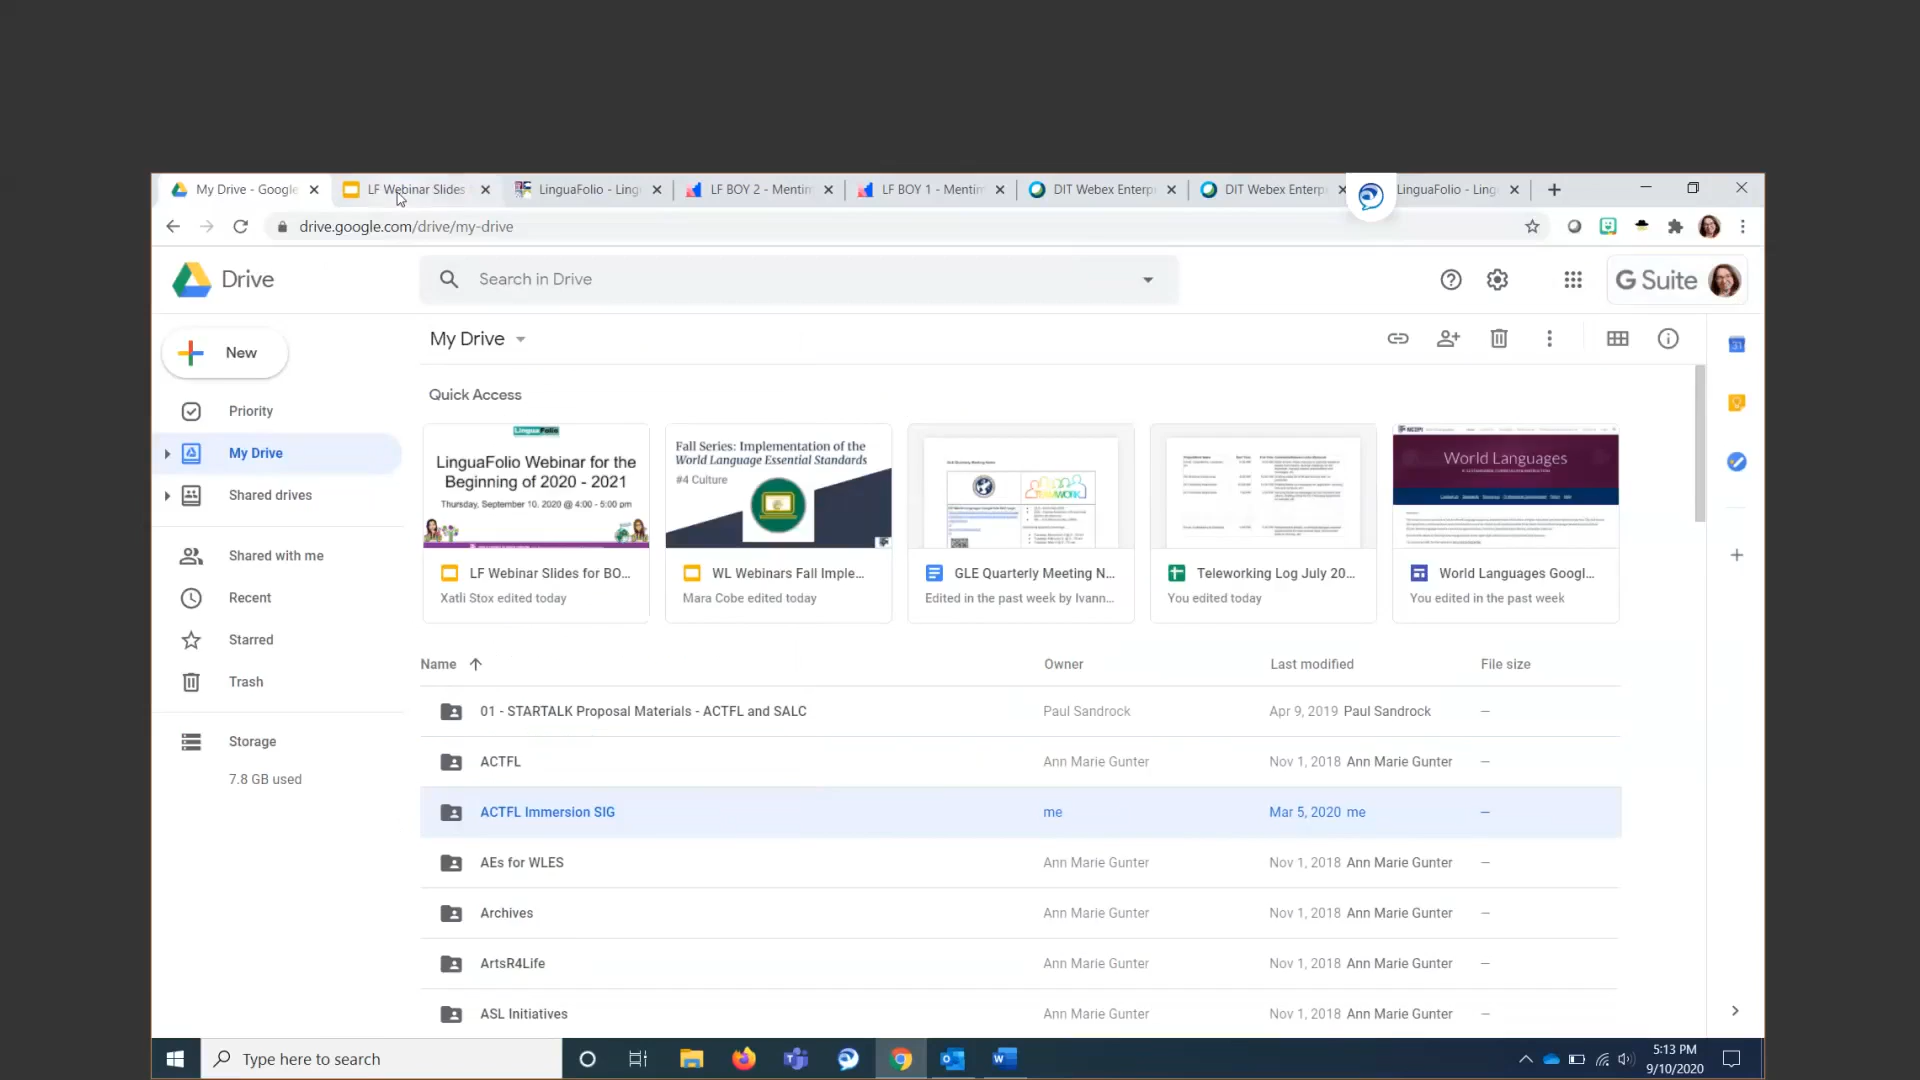 My Drive - Google
LF Webinar Slides
LinguaFolio - Ling
LF BOY 2 - Mentim
LF BOY 1 - Mentim
DIT Webex Enterp
DIT Webex Enterp
LinguaFolio - Ling
drive.google.com/drive/my-drive
Drive
Search in Drive
G Suite
New
My Drive
Priority
My Drive
Shared drives
Shared with me
Recent
Starred
Trash
Storage
7.8 GB used
Quick Access
LinguaFolio
LinguaFolio Webinar for the
Beginning of 2020 - 2021
Thursday, September 10, 2020 @ 4:00 - 5:00 pm
LF Webinar Slides for BO...
Xatli Stox edited today
Fall Series: Implementation of the
World Language Essential Standards
#4 Culture
WL Webinars Fall Imple...
Mara Cobe edited today
GLE Quarterly Meeting N...
Edited in the past week by Ivann...
Teleworking Log July 20...
You edited today
World Languages
World Languages Googl...
You edited in the past week
Name Owner Last modified File size
01 - STARTALK Proposal Materials - ACTFL and SALC Paul Sandrock Apr 9, 2019 Paul Sandrock –
ACTFL Ann Marie Gunter Nov 1, 2018 Ann Marie Gunter –
ACTFL Immersion SIG me Mar 5, 2020 me –
AEs for WLES Ann Marie Gunter Nov 1, 2018 Ann Marie Gunter –
Archives Ann Marie Gunter Nov 1, 2018 Ann Marie Gunter –
ArtsR4Life Ann Marie Gunter Nov 1, 2018 Ann Marie Gunter –
ASL Initiatives Ann Marie Gunter Nov 1, 2018 Ann Marie Gunter –
Type here to search
5:13 PM
9/10/2020